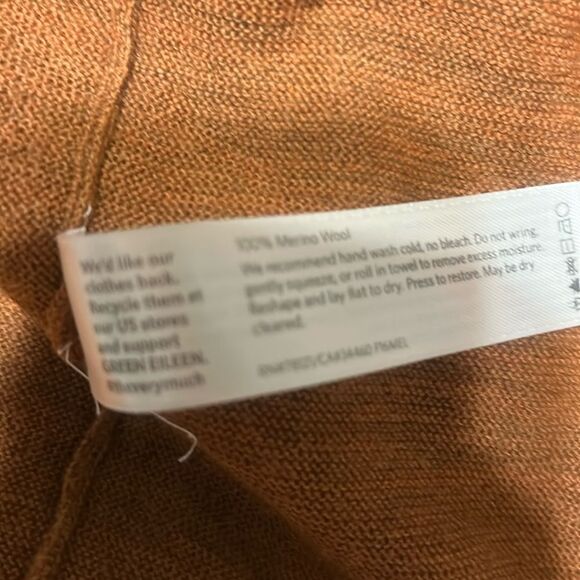 We'd like our
clothes back.
Recycle them at
our US stores
and support
GREEN EILEEN.
100% Merino Wool
We recommend hand wash cold, no bleach. Do not wring,
gently squeeze, or roll in towel to remove excess moisture.
Reshape and lay flat to dry. Press to restore. May be dry
cleared.